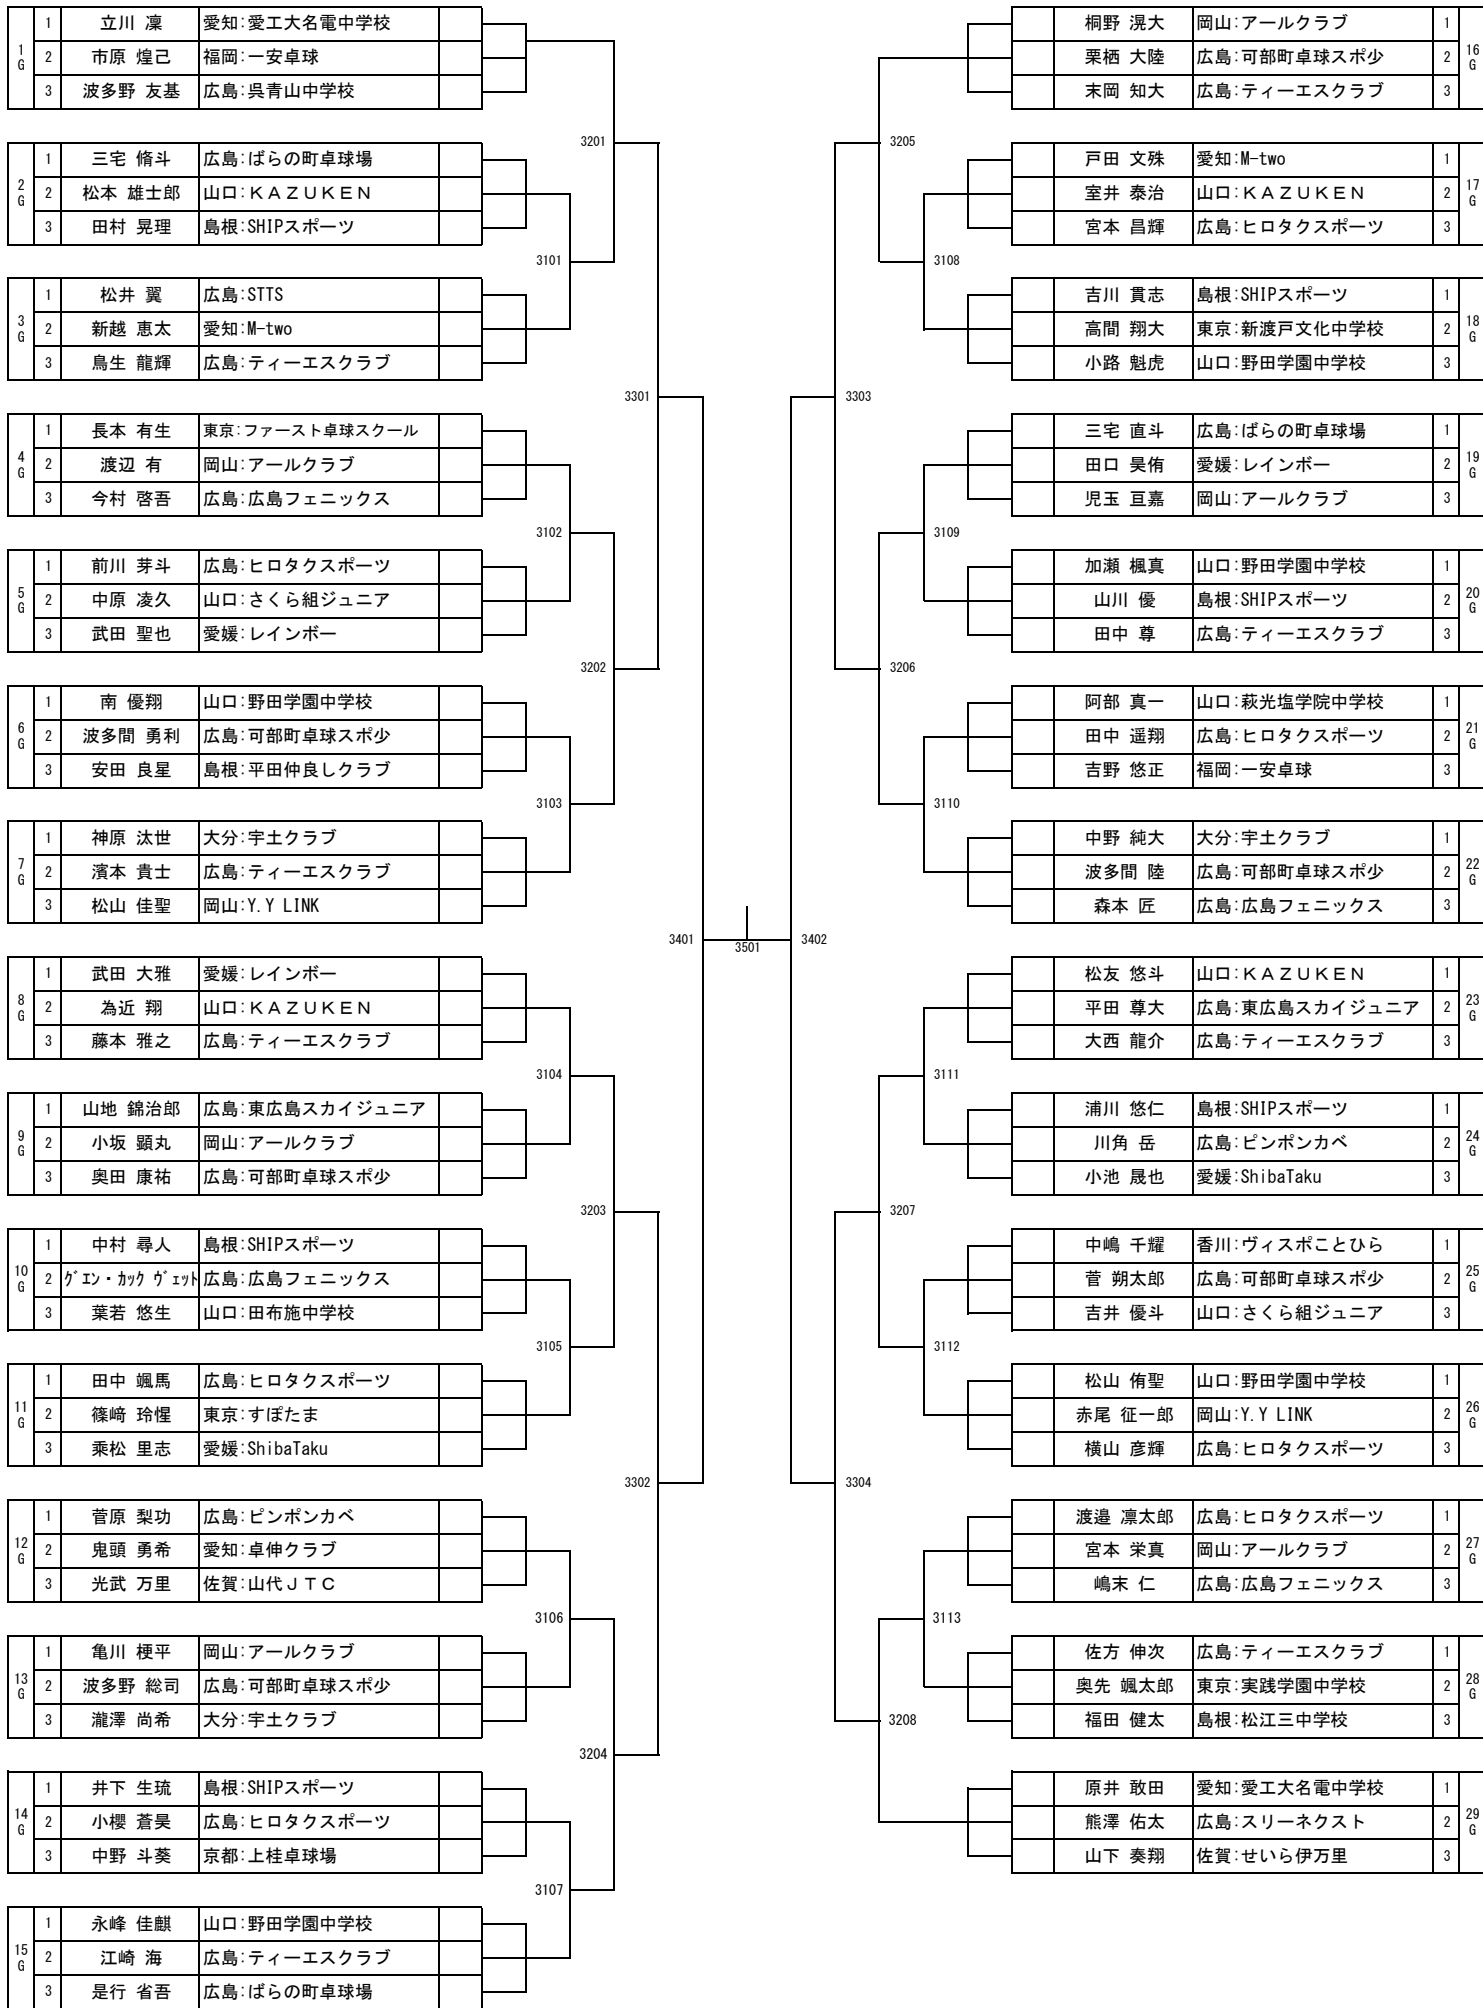 1G
1 立川 凜 愛知:愛工大名電中学校
2 市原 煌己 福岡:一安卓球
3 波多野 友基 広島:呉青山中学校
2G
1 三宅 脩斗 広島:ばらの町卓球場
2 松本 雄士郎 山口:ＫＡＺＵＫＥＮ
3 田村 晃理 島根:SHIPスポーツ
3G
1 松井 翼 広島:STTS
2 新越 恵太 愛知:M-two
3 鳥生 龍輝 広島:ティーエスクラブ
4G
1 長本 有生 東京:ファースト卓球スクール
2 渡辺 有 岡山:アールクラブ
3 今村 啓吾 広島:広島フェニックス
5G
1 前川 芽斗 広島:ヒロタクスポーツ
2 中原 凌久 山口:さくら組ジュニア
3 武田 聖也 愛媛:レインボー
6G
1 南 優翔 山口:野田学園中学校
2 波多間 勇利 広島:可部町卓球スポ少
3 安田 良星 島根:平田仲良しクラブ
7G
1 神原 汰世 大分:宇土クラブ
2 濱本 貴士 広島:ティーエスクラブ
3 松山 佳聖 岡山:Y.Y LINK
8G
1 武田 大雅 愛媛:レインボー
2 為近 翔 山口:ＫＡＺＵＫＥＮ
3 藤本 雅之 広島:ティーエスクラブ
9G
1 山地 錦治郎 広島:東広島スカイジュニア
2 小坂 顕丸 岡山:アールクラブ
3 奥田 康祐 広島:可部町卓球スポ少
10G
1 中村 尋人 島根:SHIPスポーツ
2 ｸﾞｴﾝ・ｶｯｸ ｳﾞｪｯﾄ 広島:広島フェニックス
3 葉若 悠生 山口:田布施中学校
11G
1 田中 颯馬 広島:ヒロタクスポーツ
2 篠﨑 玲惺 東京:すぽたま
3 乘松 里志 愛媛:ShibaTaku
12G
1 菅原 梨功 広島:ピンポンカベ
2 鬼頭 勇希 愛知:卓伸クラブ
3 光武 万里 佐賀:山代ＪＴＣ
13G
1 亀川 梗平 岡山:アールクラブ
2 波多野 総司 広島:可部町卓球スポ少
3 瀧澤 尚希 大分:宇土クラブ
14G
1 井下 生琉 島根:SHIPスポーツ
2 小櫻 蒼昊 広島:ヒロタクスポーツ
3 中野 斗葵 京都:上桂卓球場
15G
1 永峰 佳麒 山口:野田学園中学校
2 江崎 海 広島:ティーエスクラブ
3 是行 省吾 広島:ばらの町卓球場
3101
3102
3103
3104
3105
3106
3107
3201
3202
3203
3204
3301
3302
3401
3501
3402
3303
3304
3205
3206
3207
3208
3108
3109
3110
3111
3112
3113
桐野 滉大 岡山:アールクラブ 1
栗栖 大陸 広島:可部町卓球スポ少 2
末岡 知大 広島:ティーエスクラブ 3
16G
戸田 文殊 愛知:M-two 1
室井 泰治 山口:ＫＡＺＵＫＥＮ 2
宮本 昌輝 広島:ヒロタクスポーツ 3
17G
吉川 貫志 島根:SHIPスポーツ 1
高間 翔大 東京:新渡戸文化中学校 2
小路 魁虎 山口:野田学園中学校 3
18G
三宅 直斗 広島:ばらの町卓球場 1
田口 昊侑 愛媛:レインボー 2
児玉 亘嘉 岡山:アールクラブ 3
19G
加瀬 楓真 山口:野田学園中学校 1
山川 優 島根:SHIPスポーツ 2
田中 尊 広島:ティーエスクラブ 3
20G
阿部 真一 山口:萩光塩学院中学校 1
田中 遥翔 広島:ヒロタクスポーツ 2
吉野 悠正 福岡:一安卓球 3
21G
中野 純大 大分:宇土クラブ 1
波多間 陸 広島:可部町卓球スポ少 2
森本 匠 広島:広島フェニックス 3
22G
松友 悠斗 山口:ＫＡＺＵＫＥＮ 1
平田 尊大 広島:東広島スカイジュニア 2
大西 龍介 広島:ティーエスクラブ 3
23G
浦川 悠仁 島根:SHIPスポーツ 1
川角 岳 広島:ピンポンカベ 2
小池 晟也 愛媛:ShibaTaku 3
24G
中嶋 千耀 香川:ヴィスポことひら 1
菅 朔太郎 広島:可部町卓球スポ少 2
吉井 優斗 山口:さくら組ジュニア 3
25G
松山 侑聖 山口:野田学園中学校 1
赤尾 征一郎 岡山:Y.Y LINK 2
横山 彦輝 広島:ヒロタクスポーツ 3
26G
渡邉 凛太郎 広島:ヒロタクスポーツ 1
宮本 栄真 岡山:アールクラブ 2
嶋末 仁 広島:広島フェニックス 3
27G
佐方 伸次 広島:ティーエスクラブ 1
奥先 颯太郎 東京:実践学園中学校 2
福田 健太 島根:松江三中学校 3
28G
原井 敢田 愛知:愛工大名電中学校 1
熊澤 佑太 広島:スリーネクスト 2
山下 奏翔 佐賀:せいら伊万里 3
29G